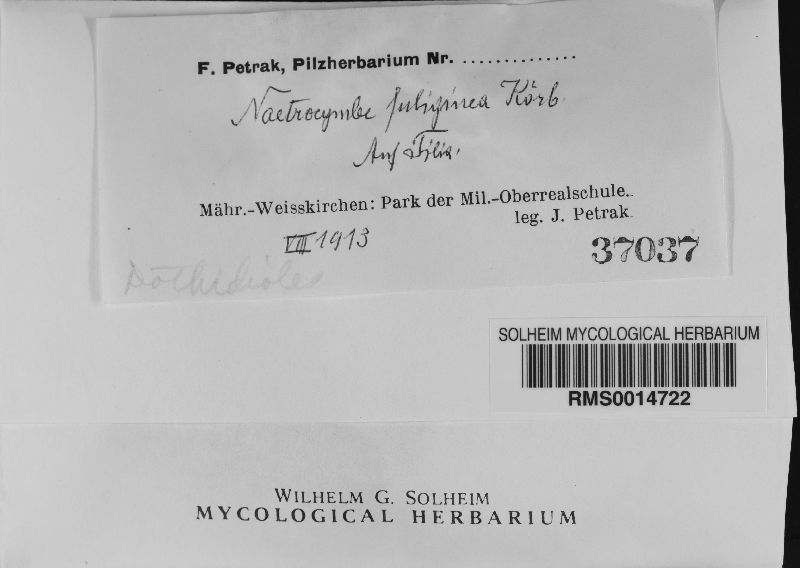 F. Petrak, Pilzherbarium Nr. ...............
Naetrocymbe fuliginea Körb.
Auf Tilia.
Mähr.-Weisskirchen: Park der Mil.-Oberrealschule.
leg. J. Petrak.
VIII 1913
37037
SOLHEIM MYCOLOGICAL HERBARIUM
RMS0014722
WILHELM G. SOLHEIM
MYCOLOGICAL HERBARIUM